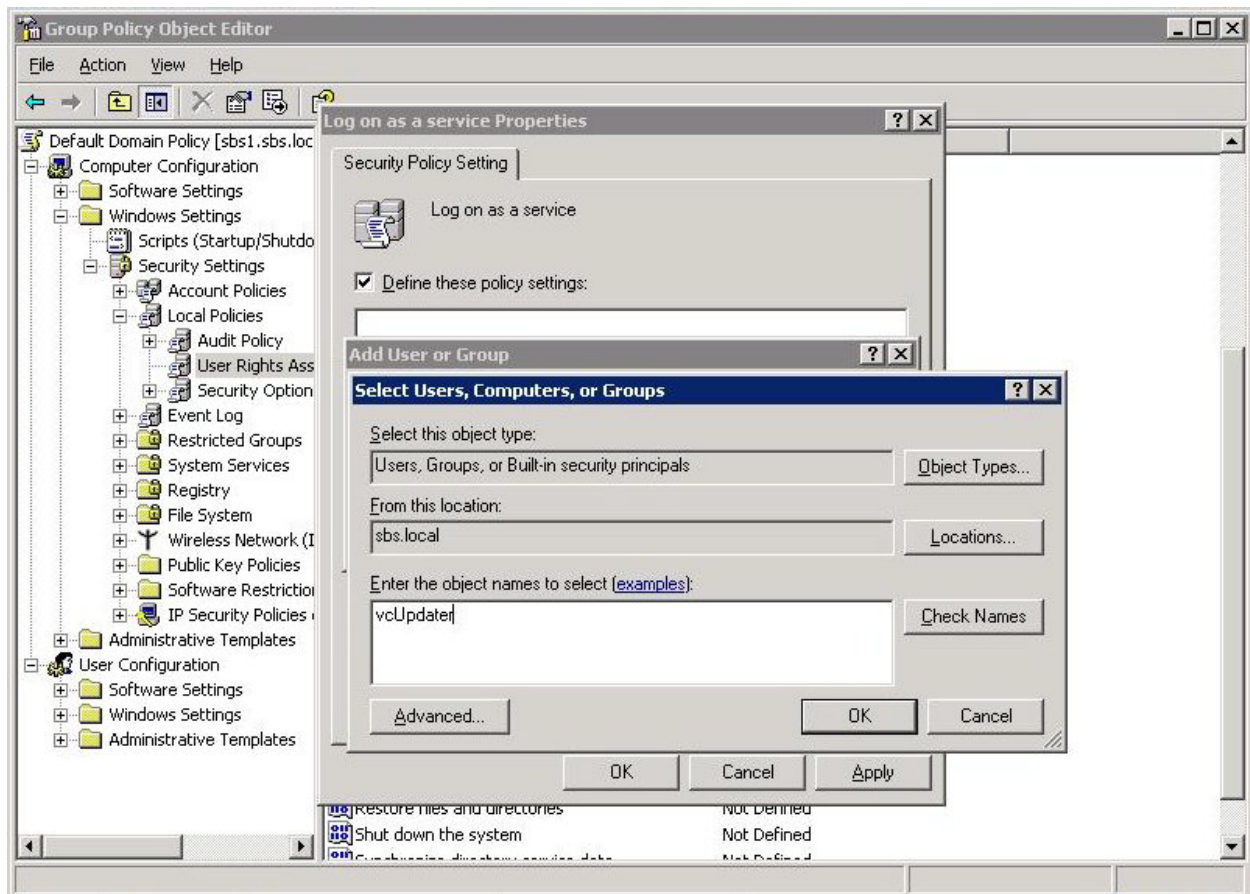 Group Policy Object Editor
File Action View Help
Default Domain Policy [sbs1.sbs.loc
Computer Configuration
Software Settings
Windows Settings
Scripts (Startup/Shutdo
Security Settings
Account Policies
Local Policies
Audit Policy
User Rights Ass
Security Option
Event Log
Restricted Groups
System Services
Registry
File System
Wireless Network (I
Public Key Policies
Software Restriction
IP Security Policies
Administrative Templates
User Configuration
Software Settings
Windows Settings
Administrative Templates
Log on as a service Properties
Security Policy Setting
Log on as a service
Define these policy settings:
Add User or Group
Select Users, Computers, or Groups
Select this object type:
Users, Groups, or Built-in security principals
Object Types...
From this location:
sbs.local
Locations...
Enter the object names to select (examples):
vcUpdater
Check Names
Advanced...
OK Cancel
OK Cancel Apply
Restore files and directories Not Defined
Shut down the system Not Defined
Synchronize directory service data Not Defined